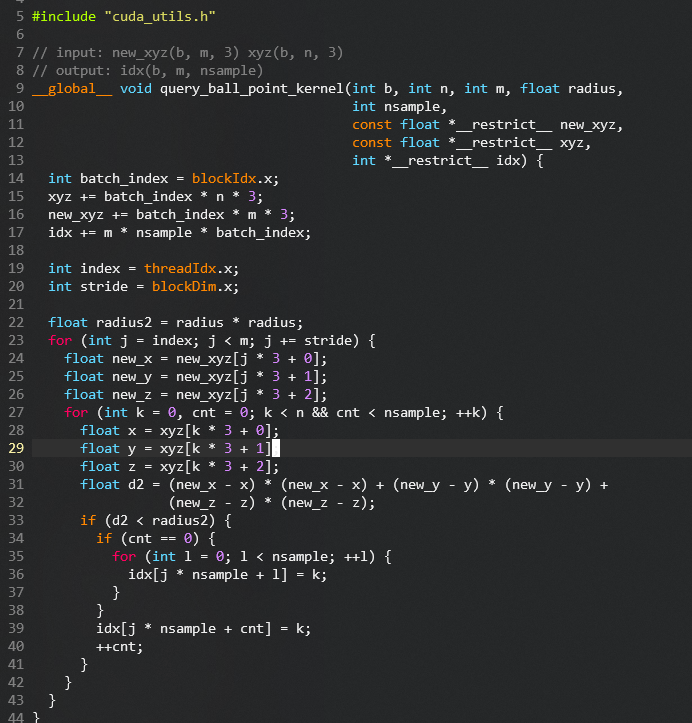 5 #include "cuda_utils.h"
6
7 // input: new_xyz(b, m, 3) xyz(b, n, 3)
8 // output: idx(b, m, nsample)
9 __global__ void query_ball_point_kernel(int b, int n, int m, float radius,
10                                         int nsample,
11                                         const float *__restrict__ new_xyz,
12                                         const float *__restrict__ xyz,
13                                         int *__restrict__ idx) {
14   int batch_index = blockIdx.x;
15   xyz += batch_index * n * 3;
16   new_xyz += batch_index * m * 3;
17   idx += m * nsample * batch_index;
18
19   int index = threadIdx.x;
20   int stride = blockDim.x;
21
22   float radius2 = radius * radius;
23   for (int j = index; j < m; j += stride) {
24     float new_x = new_xyz[j * 3 + 0];
25     float new_y = new_xyz[j * 3 + 1];
26     float new_z = new_xyz[j * 3 + 2];
27     for (int k = 0, cnt = 0; k < n && cnt < nsample; ++k) {
28       float x = xyz[k * 3 + 0];
29       float y = xyz[k * 3 + 1];
30       float z = xyz[k * 3 + 2];
31       float d2 = (new_x - x) * (new_x - x) + (new_y - y) * (new_y - y) +
32                  (new_z - z) * (new_z - z);
33       if (d2 < radius2) {
34         if (cnt == 0) {
35           for (int l = 0; l < nsample; ++l) {
36             idx[j * nsample + l] = k;
37           }
38         }
39         idx[j * nsample + cnt] = k;
40         ++cnt;
41       }
42     }
43   }
44 }